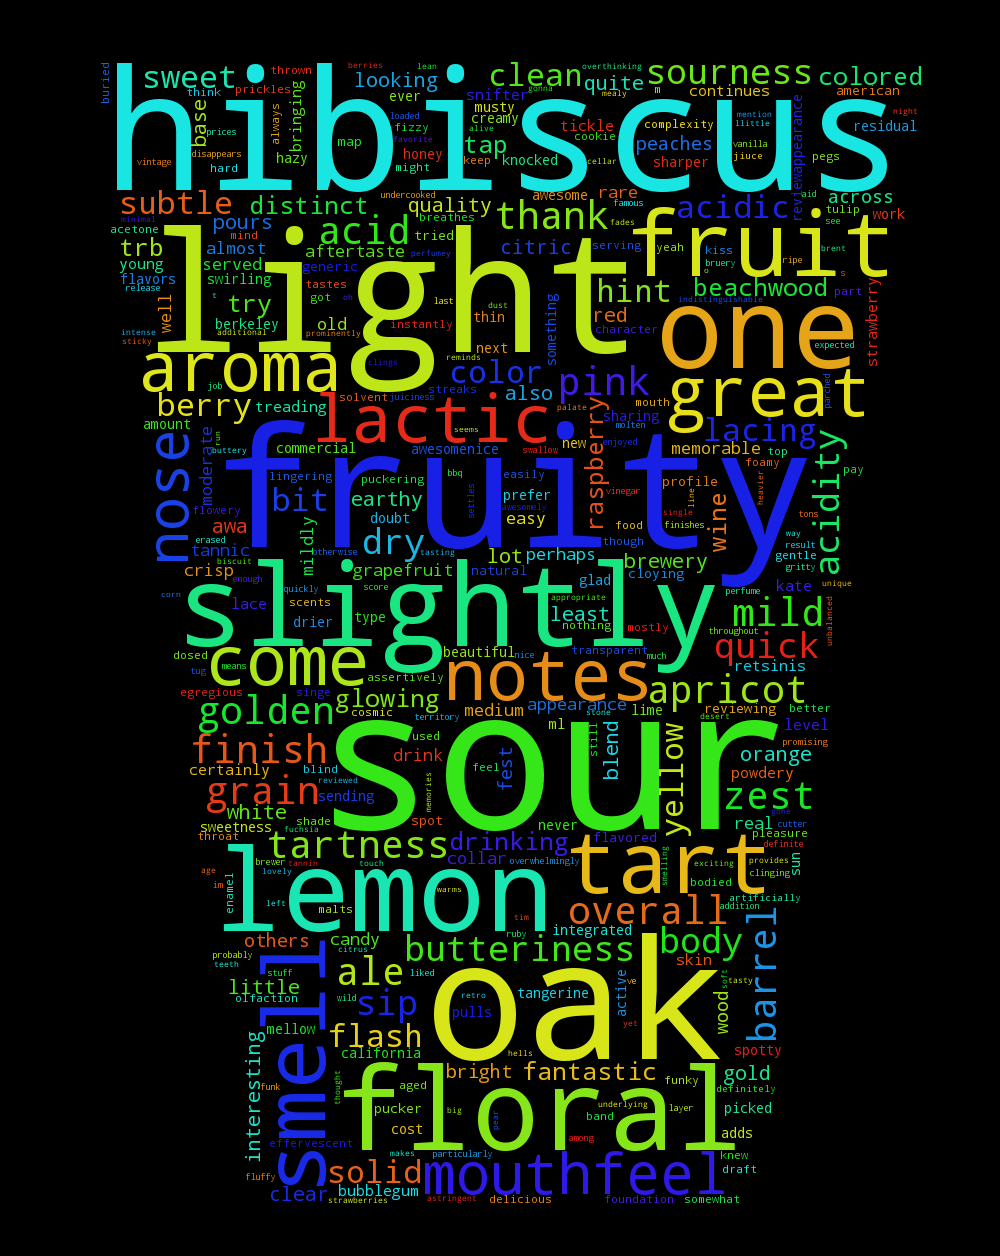 hibiscus
light
fruity
sour
slightly
oak
floral
lemon
fruit
one
aroma
great
lactic
notes
come
tart
smell
mouthfeel
nose
buried
sweet
think
thrown
prickles
berries
lean
looking
ever
clean
overthinking
quite
gonna
mealy
sourness
m
continues
colored
american
snifter
musty
creamy
base
prices
always
bringing
loaded
fizzy
alive
favorite
tap
tickle
cookie
complexity
peaches
mention
llittle
vanilla
jiuce
reviewappearance
residual
night
vintage
disappears
hard
hazy
map
honey
might
keep
knocked
cellar
sharper
pegs
undercooked
awesome
rare
famous
subtle
distinct
quality
breathes
thank
acidic
aid
across
tulip
work
see
minimal
acetone
pours
mind
acid
tried
fades
trb
almost
aftertaste
perfumey
citric
serving
yeah
kiss
bruery
ripe
brent
o
s
young
flavors
served
generic
tastes
swirling
release
t
got
oh
last
dust
hint
beachwood
part
indistinguishable
well
try
additional
berkeley
old
prominently
instantly
thin
red
character
something
expected
strawberry
intense
sticky
job
clings
reminds
next
color
solvent
juiciness
streaks
also
pink
parched
berry
treading
seems
palate
mouth
sharing
molten
lacing
amount
commercial
awesomenice
swallow
new
enjoyed
raspberry
memorable
top
foamy
moderate
run
buttery
lingering
puckering
bbq
easily
profile
heavier
acidity
pay
flowery
bit
earthy
settles
prefer
awesomely
vinegar
single
line
wine
tons
awa
doubt
easy
food
finishes
way
erased
tannic
mildly
otherwise
dry
tasting
lot
perhaps
though
brewery
result
gentle
gritty
biscuit
crisp
grapefruit
natural
glad
cloying
kate
unique
corn
enough
quickly
score
appropriate
perfume
lace
scents
drier
type
least
nothing
mostly
mild
throughout
unbalanced
dosed
means
beautiful
nice
transparent
much
quick
retsinis
tug
assertively
egregious
singe
glowing
apricot
golden
cosmic
territory
medium
appearance
stone
lime
reviewing
desert
better
used
ml
level
promising
finish
certainly
blind
reviewed
drink
feel
fest
still
blend
yellow
orange
powdery
grain
sending
memories
zest
gone
white
shade
spot
never
real
cutter
sweetness
fuchsia
throat
tartness
drinking
flavored
pleasure
definite
brewer
tannin
touch
collar
overwhelmingly
smelling
exciting
provides
clinging
sun
age
im
lovely
enamel
left
malts
warms
bodied
artificially
addition
tim
overall
ruby
integrated
others
candy
citrus
butteriness
body
barrel
probably
teeth
stuff
liked
skin
olfaction
little
ale
retro
tangerine
active
ve
soft
tasty
wild
sip
pulls
wood
mellow
flash
yet
spotty
california
hells
interesting
funk
thought
aged
bright
fantastic
funky
gold
definitely
pucker
big
pear
underlying
layer
picked
cost
band
adds
effervescent
among
makes
particularly
knew
draft
fluffy
solid
clear
bubblegum
strawberries
astringent
delicious
foundation
somewhat